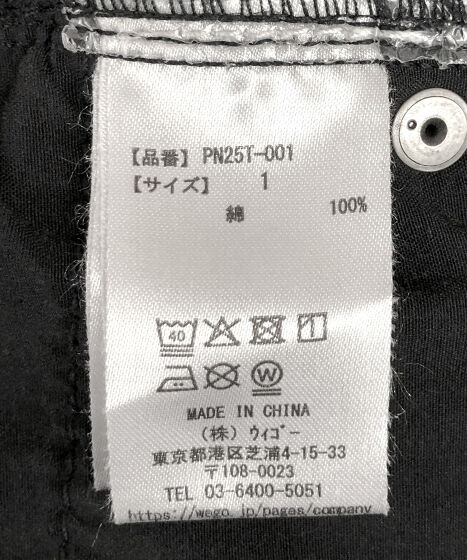 【品番】 PN25T-001
【サイズ】 1
綿 100%
40
W
MADE IN CHINA
(株) ウィゴー
東京都港区芝浦4-15-33
〒108-0023
TEL 03-6400-5051
https://wego.jp/pages/company